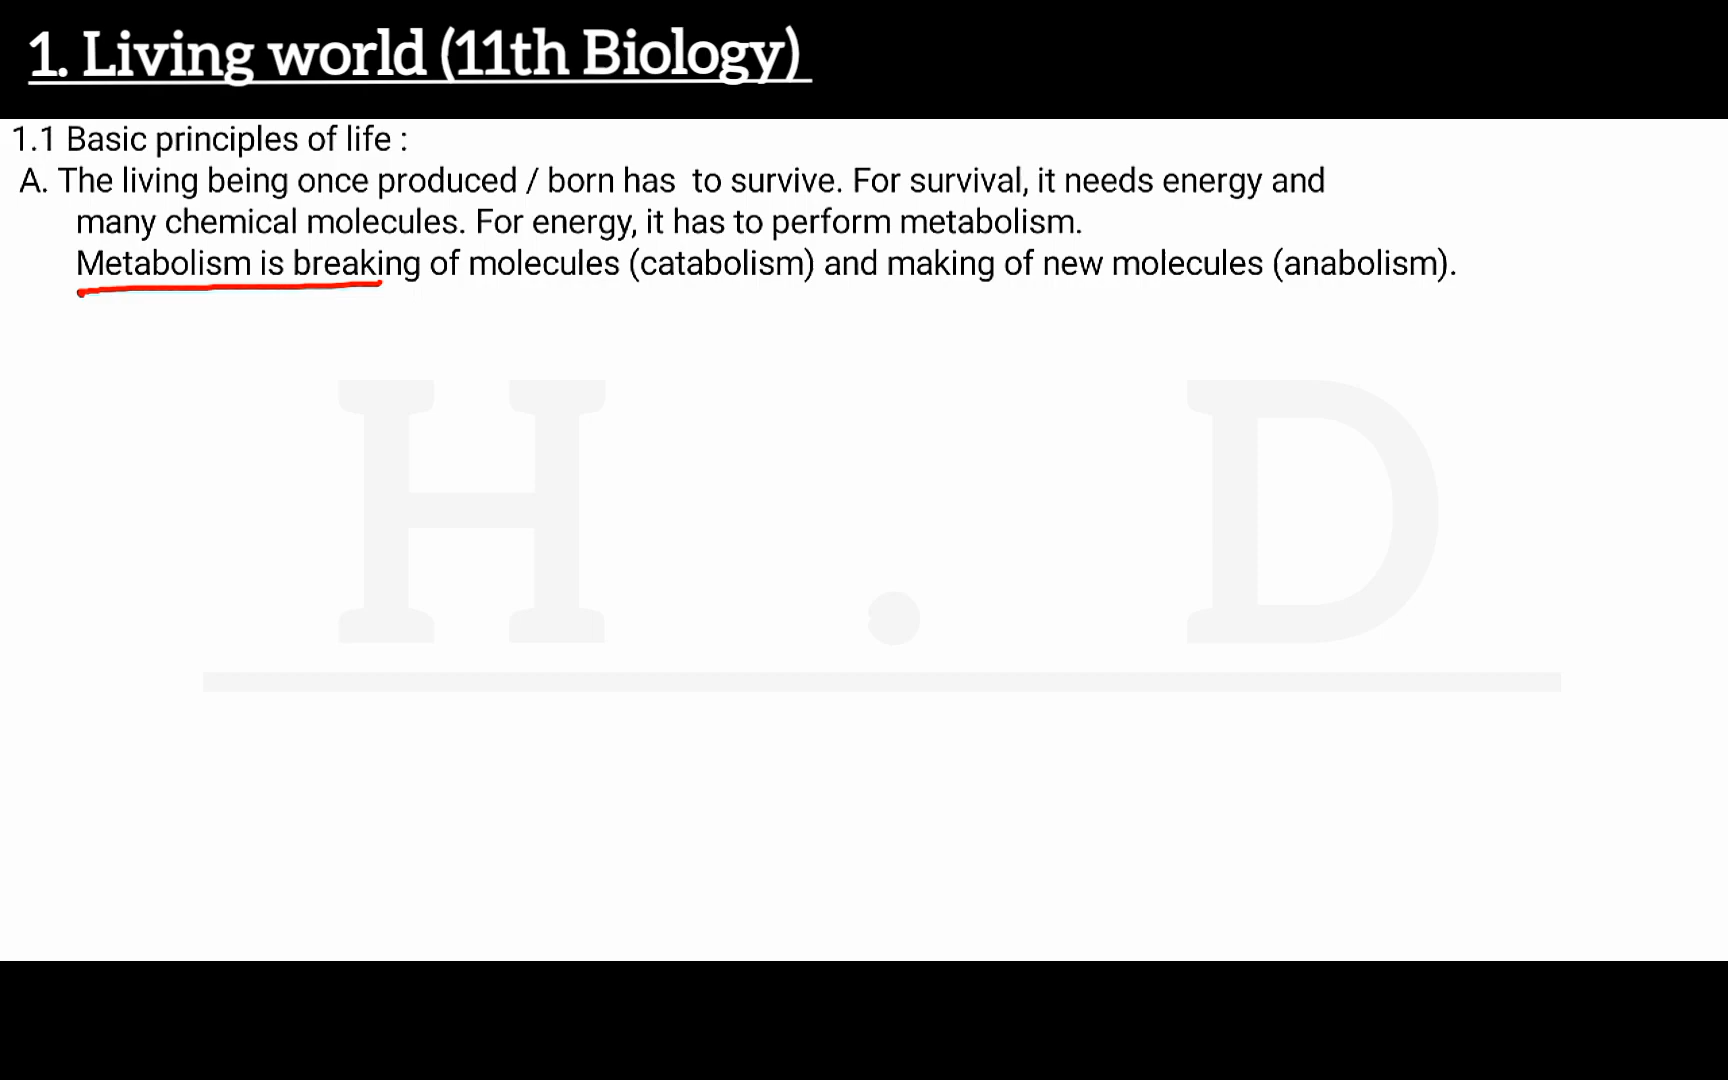 1. Living world (11th Biology)
1.1 Basic principles of life :
A. The living being once produced / born has to survive. For survival, it needs energy and
many chemical molecules. For energy, it has to perform metabolism.
Metabolism is breaking of molecules (catabolism) and making of new molecules (anabolism).
H . D